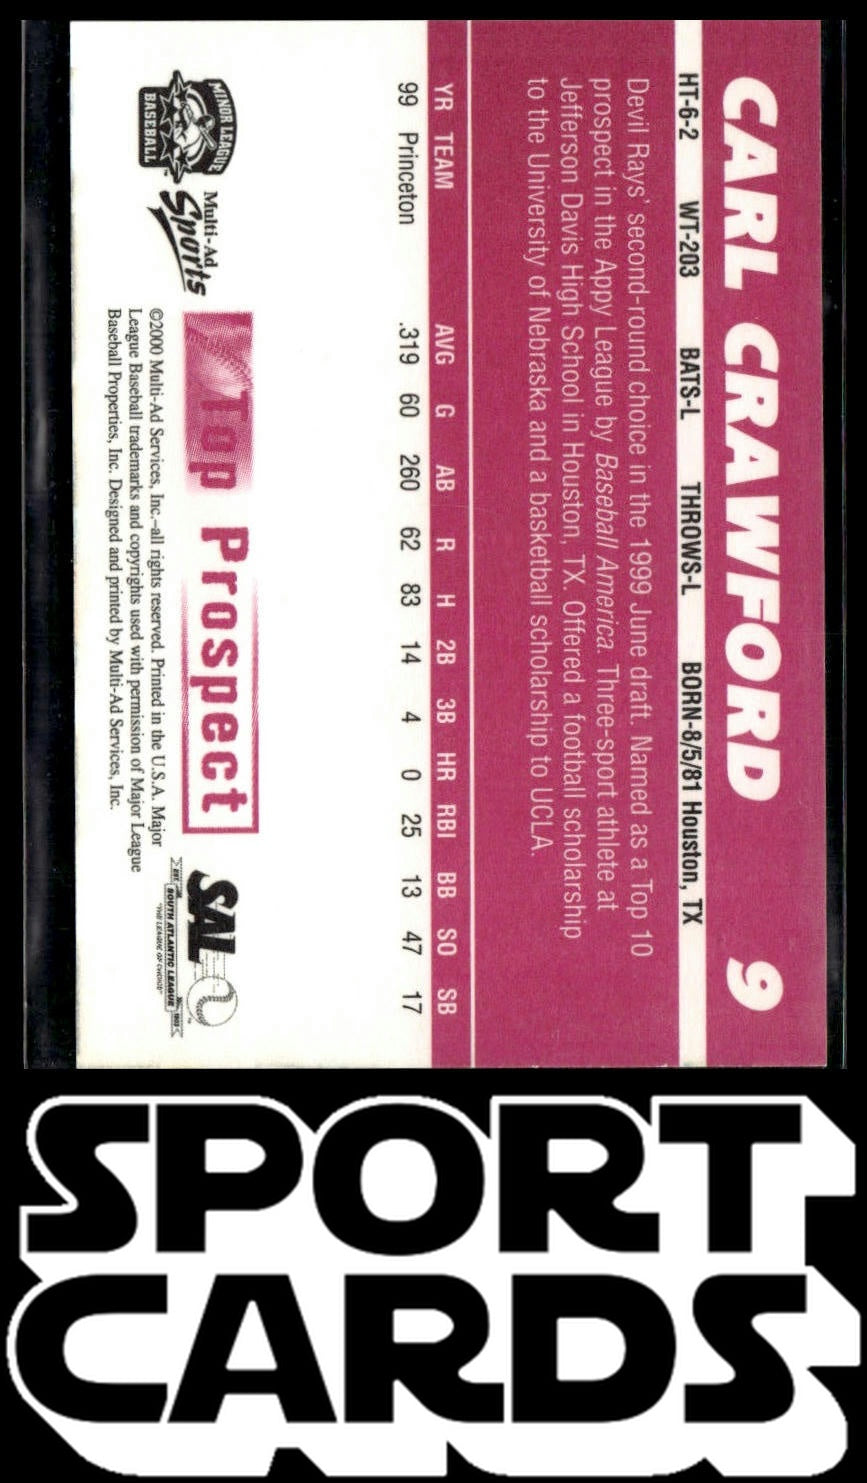 CARL CRAWFORD 9
HT-6-2 WT-203 BATS-L THROWS-L BORN-8/5/81 Houston, TX
Devil Rays' second-round choice in the 1999 June draft. Named as a Top 10
prospect in the Appy League by Baseball America. Three-sport athlete at
Jefferson Davis High School in Houston, TX. Offered a football scholarship
to the University of Nebraska and a basketball scholarship to UCLA.
YR TEAM AVG G AB R H 2B 3B HR RBI BB SO SB
99 Princeton .319 60 260 62 83 14 4 0 25 13 47 17
MINOR LEAGUE
BASEBALL
Multi-Ad
Sports
Top Prospect
©2000 Multi-Ad Services, Inc.–all rights reserved. Printed in the U.S.A. Major
League Baseball trademarks and copyrights used with permission of Major League
Baseball Properties, Inc. Designed and printed by Multi-Ad Services, Inc.
SAL
SOUTH ATLANTIC LEAGUE
"THE LEAGUE OF CHOICE"
SPORT
CARDS